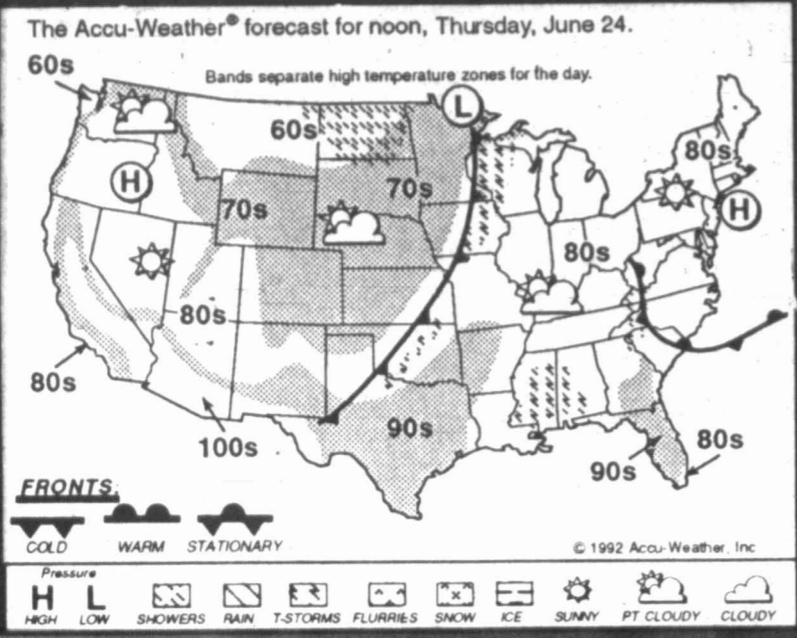 The Accu-Weather® forecast for noon, Thursday, June 24.
60s
Bands separate high temperature zones for the day.
L
60s
80s
H
70s
70s
H
80s
80s
80s
100s
90s
90s
80s
FRONTS:
COLD WARM STATIONARY
© 1992 Accu-Weather, Inc
Pressure
H L
HIGH LOW SHOWERS RAIN T-STORMS FLURRIES SNOW ICE SUNNY PT CLOUDY CLOUDY